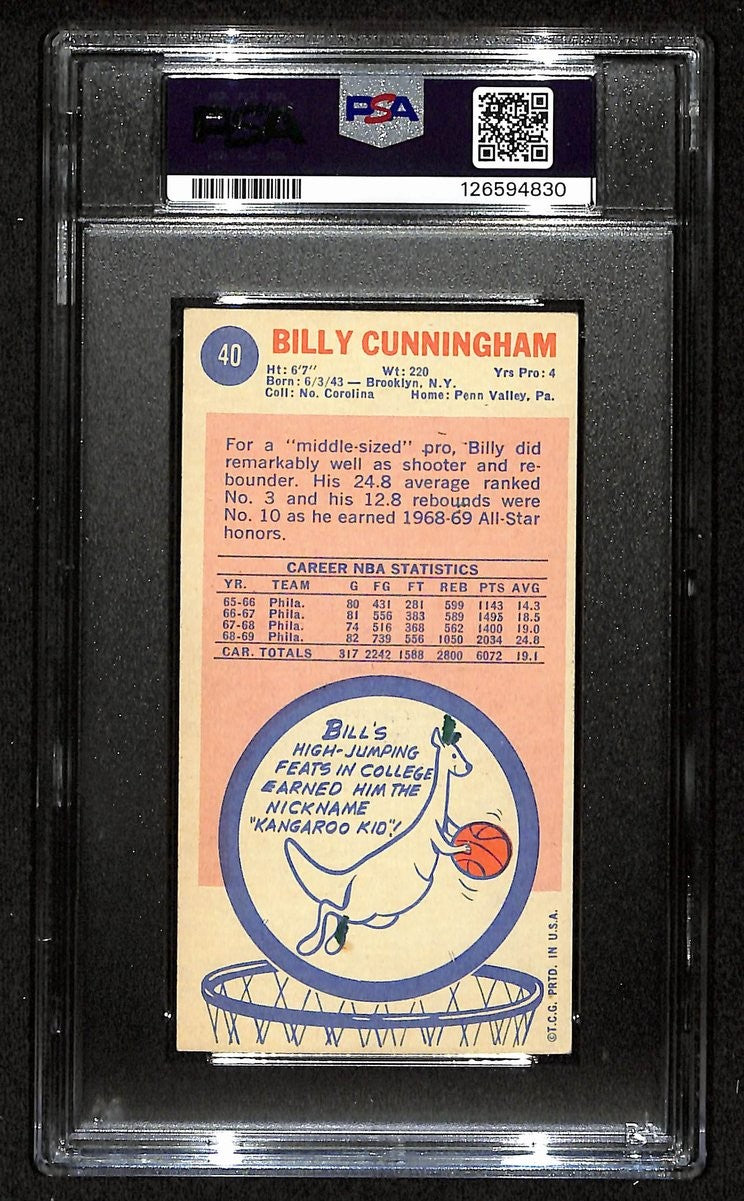 PSA
PSA
126594830
40
BILLY CUNNINGHAM
Ht: 6'7" Wt: 220 Yrs Pro: 4
Born: 6/3/43 — Brooklyn, N.Y.
Coll: No. Corolina Home: Penn Valley, Pa.
For a "middle-sized" pro, Billy did
remarkably well as shooter and re-
bounder. His 24.8 average ranked
No. 3 and his 12.8 rebounds were
No. 10 as he earned 1968-69 All-Star
honors.
CAREER NBA STATISTICS
YR. TEAM G FG FT REB PTS AVG
65-66 Phila. 80 431 281 599 1143 14.3
66-67 Phila. 81 556 383 589 1495 18.5
67-68 Phila. 74 516 368 562 1400 19.0
68-69 Phila. 82 739 556 1050 2034 24.8
CAR. TOTALS 317 2242 1588 2800 6072 19.1
BILL'S
HIGH-JUMPING
FEATS IN COLLEGE
EARNED HIM THE
NICKNAME
"KANGAROO KID"!
©T.C.G. PRTD. IN U.S.A.
PSA